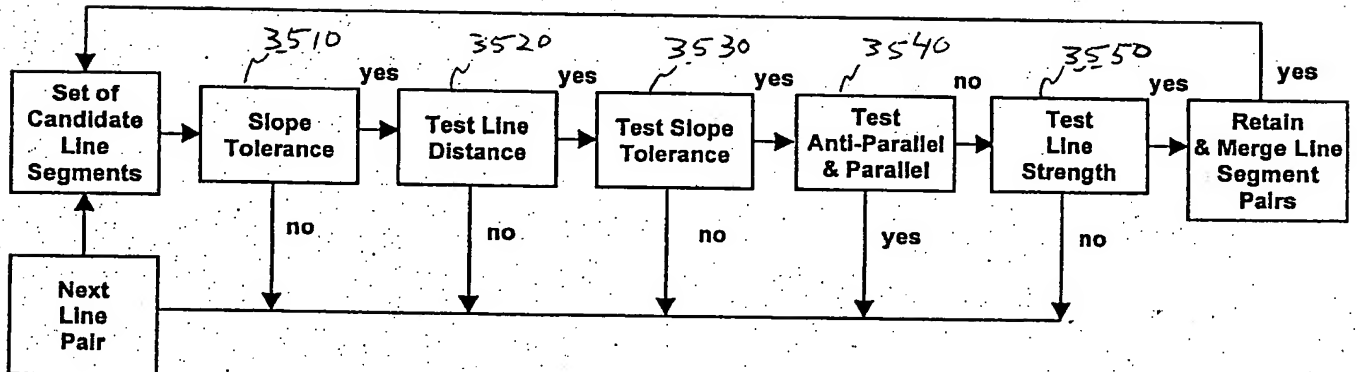 3510
3520
3530
3540
3550
Set of
Candidate
Line
Segments
yes
Slope
Tolerance
yes
Test Line
Distance
yes
Test Slope
Tolerance
no
Test
Anti-Parallel
& Parallel
yes
Test
Line
Strength
yes
Retain
& Merge Line
Segment
Pairs
no
no
no
yes
no
Next
Line
Pair